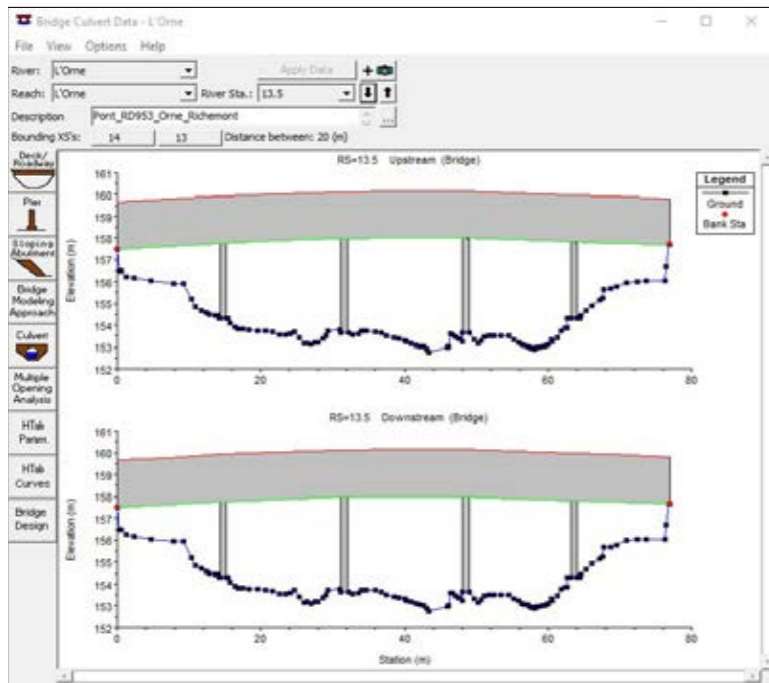 Bridge Culvert Data - L'Orne
File View Options Help
River: L'Orne Apply Data
Reach: L'Orne River Sta.: 13.5
Description Pont_RD953_Orne_Richemont ...
Bounding XS's: 14 13 Distance between: 20 (m)
Deck/
Roadway
Pier
Sloping
Abutment
Bridge
Modeling
Approach
Culvert
Multiple
Opening
Analysis
HTab
Param.
HTab
Curves
Bridge
Design
RS=13.5 Upstream (Bridge)
Elevation (m)
161
160
159
158
157
156
155
154
153
152
0 20 40 60 80
Legend
Ground
Bank Sta
RS=13.5 Downstream (Bridge)
Elevation (m)
161
160
159
158
157
156
155
154
153
152
0 20 40 60 80
Station (m)